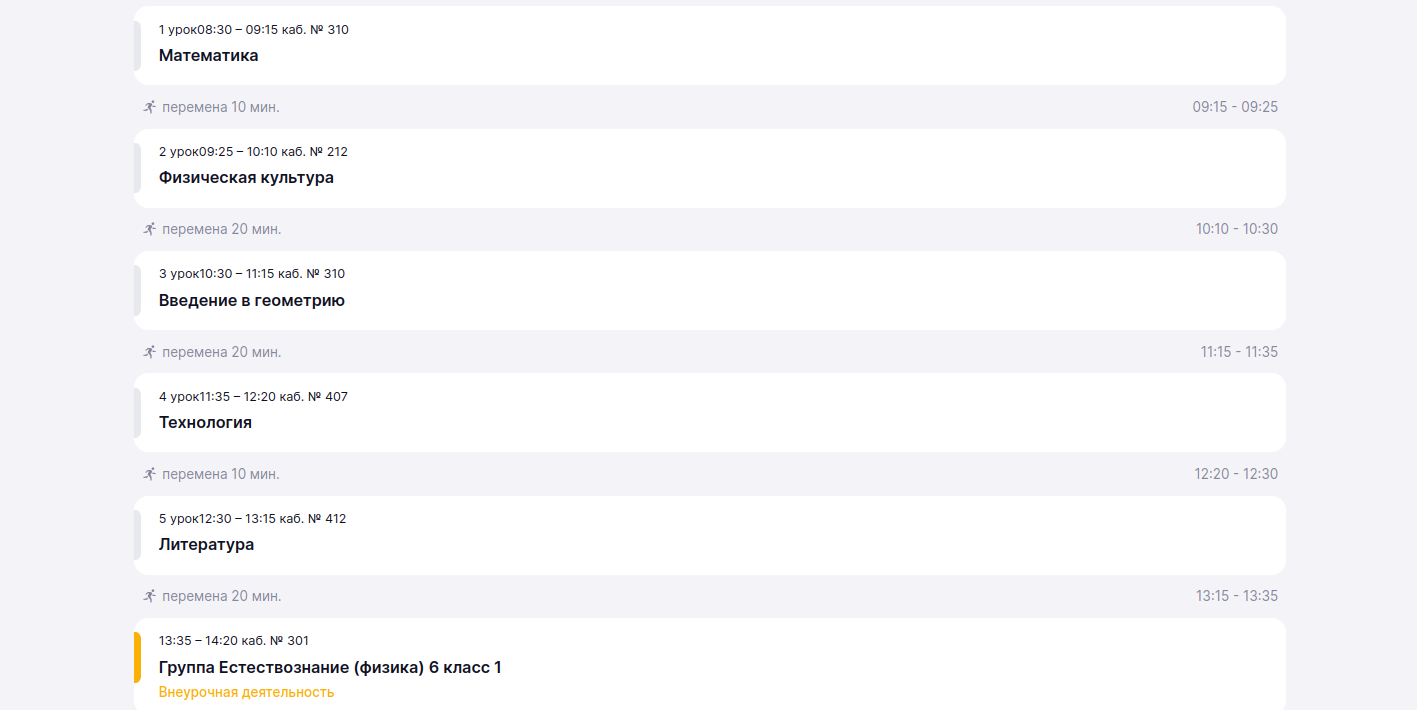 1 урок08:30 – 09:15 каб. № 310
Математика
перемена 10 мин. 09:15 - 09:25
2 урок09:25 – 10:10 каб. № 212
Физическая культура
перемена 20 мин. 10:10 - 10:30
3 урок10:30 – 11:15 каб. № 310
Введение в геометрию
перемена 20 мин. 11:15 - 11:35
4 урок11:35 – 12:20 каб. № 407
Технология
перемена 10 мин. 12:20 - 12:30
5 урок12:30 – 13:15 каб. № 412
Литература
перемена 20 мин. 13:15 - 13:35
13:35 – 14:20 каб. № 301
Группа Естествознание (физика) 6 класс 1
Внеурочная деятельность